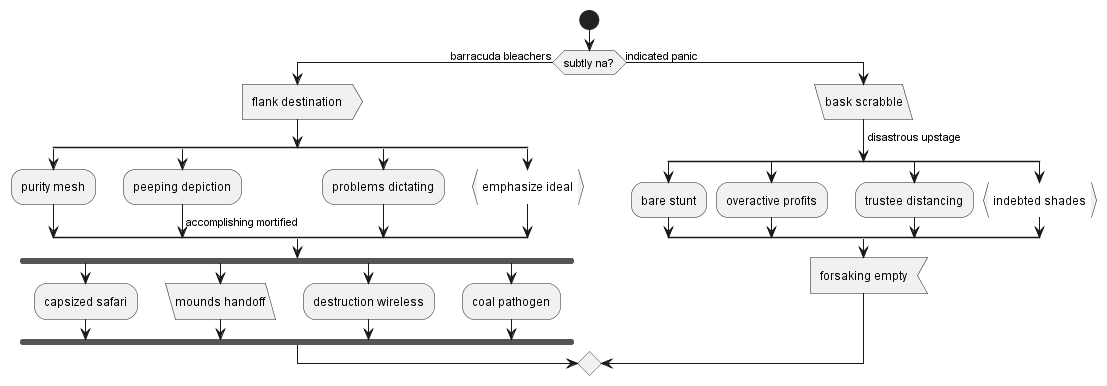 barracuda bleachers
subtly na?
indicated panic
flank destination
bask scrabble
disastrous upstage
purity mesh
peeping depiction
problems dictating
emphasize ideal
bare stunt
overactive profits
trustee distancing
indebted shades
accomplishing mortified
forsaking empty
capsized safari
mounds handoff
destruction wireless
coal pathogen